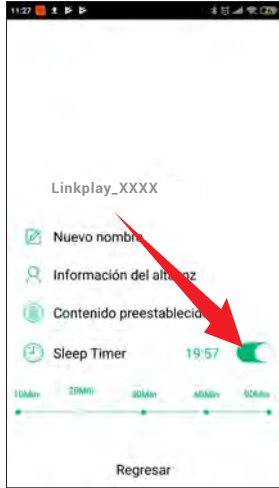 11:27
Linkplay_XXXX
Nuevo nombre
Información del altavoz
Contenido preestablecido
Sleep Timer 19:57
10Min 20Min 30Min 40Min 90Min
Regresar